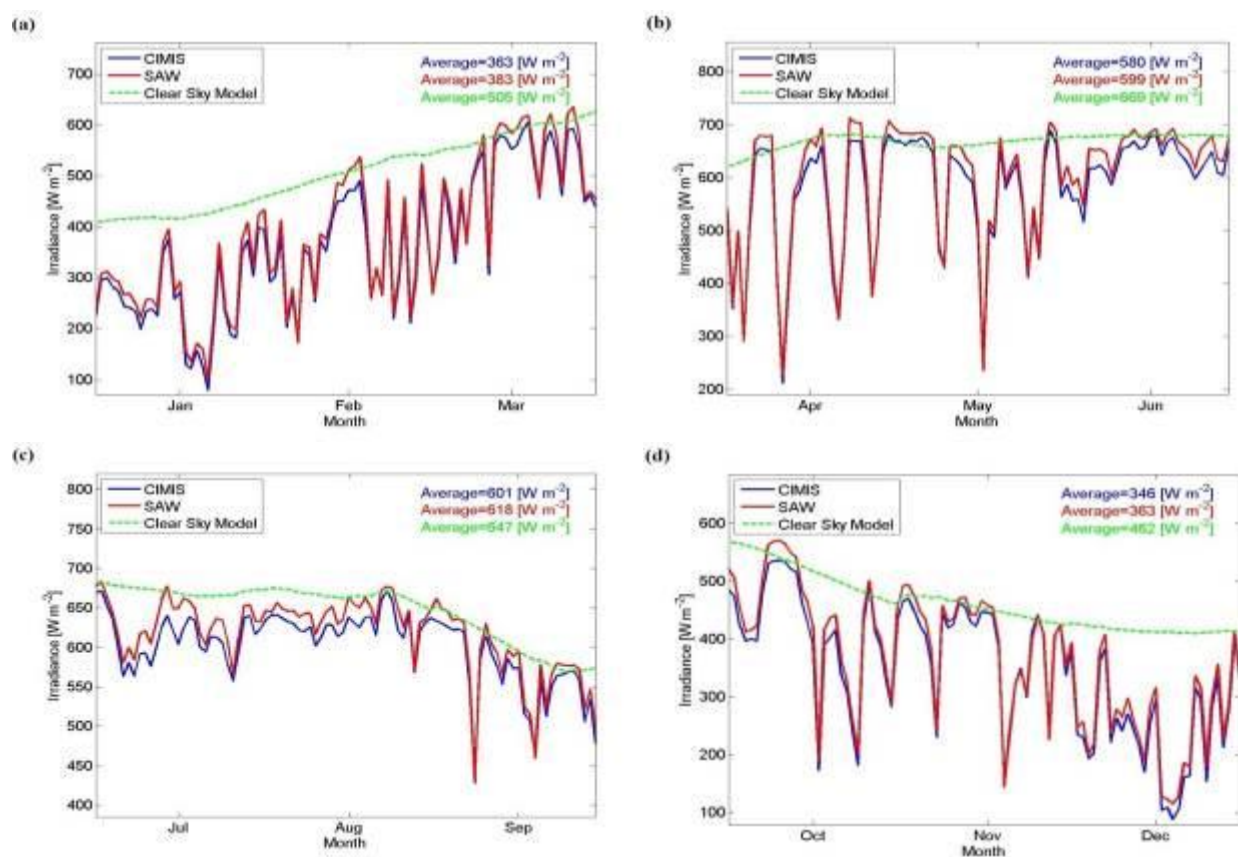 (a)
CIMIS
SAW
Clear Sky Model
Average=363 [W m-2]
Average=383 [W m-2]
Average=505 [W m-2]
700
600
500
400
300
200
100
Irradiance [W m-2]
Jan
Feb
Mar
Month
(b)
CIMIS
SAW
Clear Sky Model
Average=580 [W m-2]
Average=599 [W m-2]
Average=669 [W m-2]
800
700
600
500
400
300
200
Irradiance [W m-2]
Apr
May
Jun
Month
(c)
CIMIS
SAW
Clear Sky Model
Average=601 [W m-2]
Average=618 [W m-2]
Average=647 [W m-2]
800
750
700
650
600
550
500
450
400
Irradiance [W m-2]
Jul
Aug
Sep
Month
(d)
CIMIS
SAW
Clear Sky Model
Average=346 [W m-2]
Average=363 [W m-2]
Average=462 [W m-2]
600
500
400
300
200
100
Irradiance [W m-2]
Oct
Nov
Dec
Month